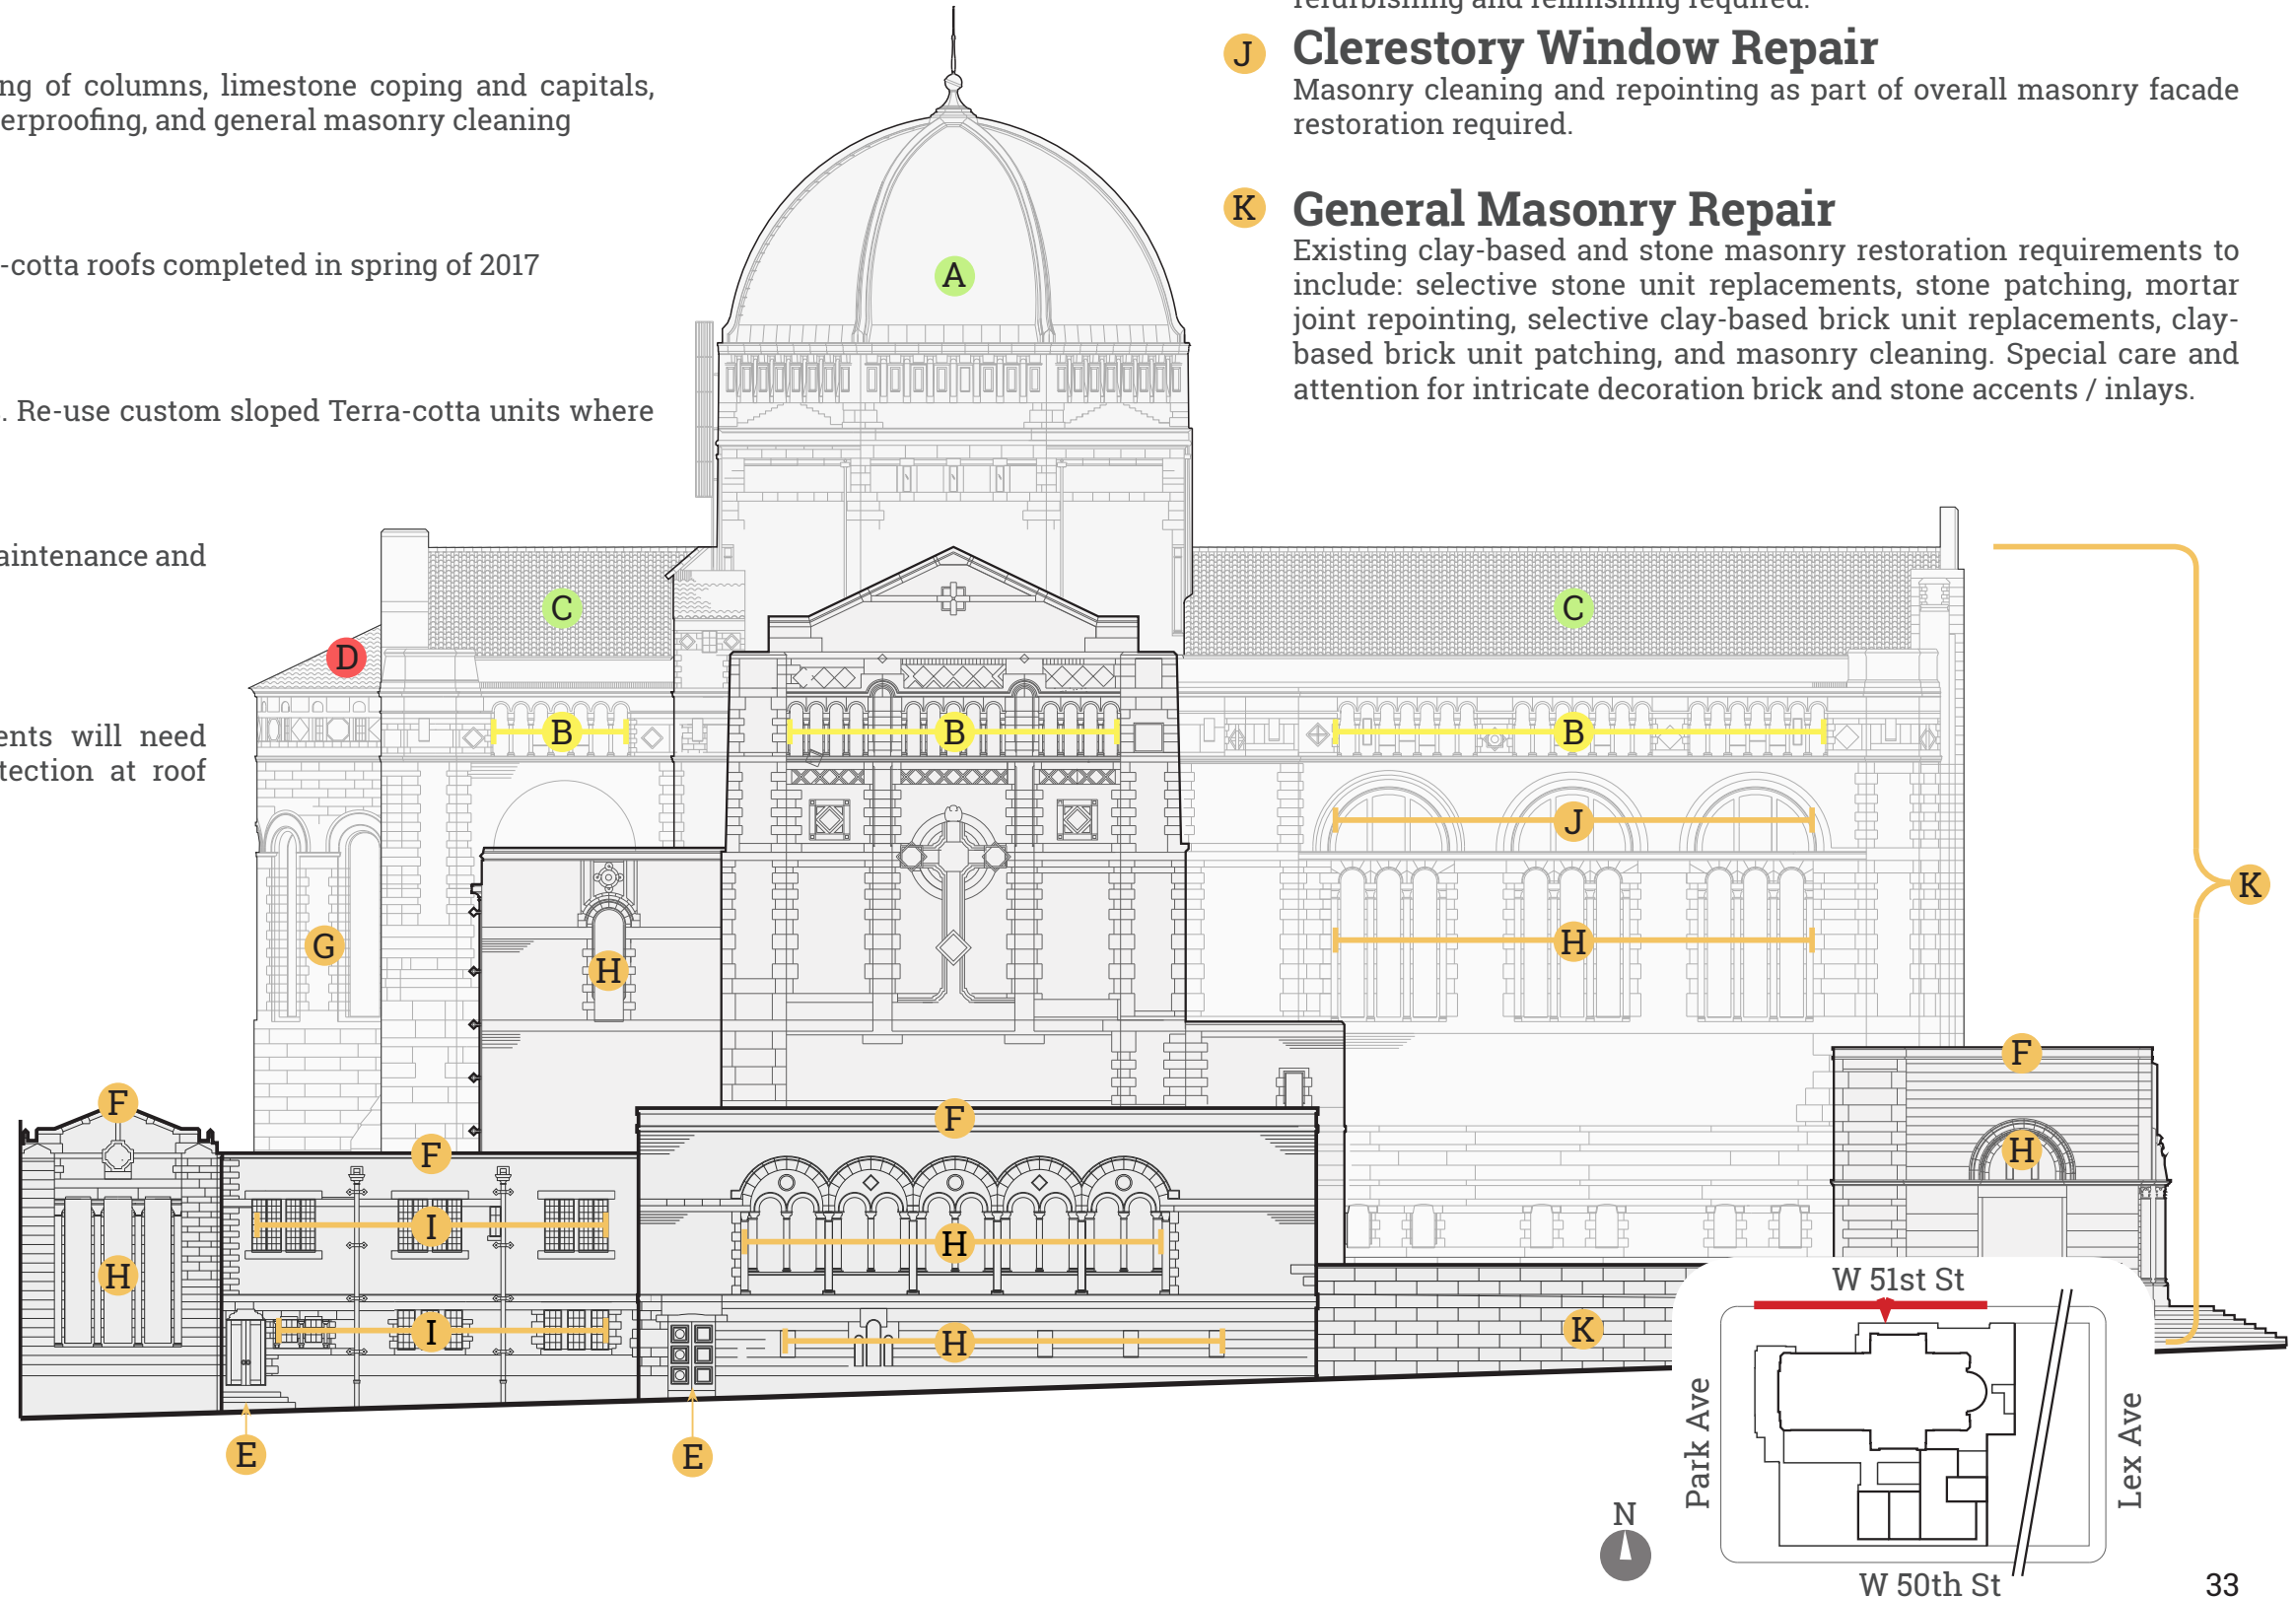 ng of columns, limestone coping and capitals,
erproofing, and general masonry cleaning
-cotta roofs completed in spring of 2017
. Re-use custom sloped Terra-cotta units where
aintenance and
ents will need
tection at roof
refurbishing and refinishing required.
J Clerestory Window Repair
Masonry cleaning and repointing as part of overall masonry facade
restoration required.
K General Masonry Repair
Existing clay-based and stone masonry restoration requirements to
include: selective stone unit replacements, stone patching, mortar
joint repointing, selective clay-based brick unit replacements, clay-
based brick unit patching, and masonry cleaning. Special care and
attention for intricate decoration brick and stone accents / inlays.
A
C
C
D
B
B
B
J
K
G
H
H
F
F
F
F
H
I
H
H
I
H
K
E
E
W 51st St
Park Ave
Lex Ave
N
W 50th St
33